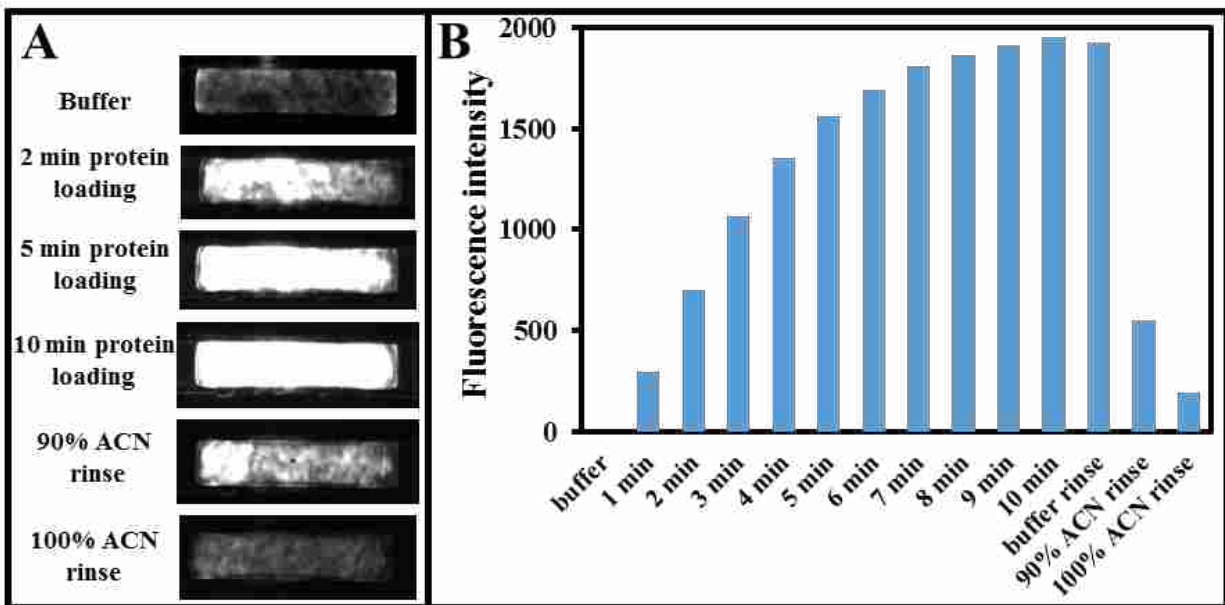 A
Buffer
2 min protein
loading
5 min protein
loading
10 min protein
loading
90% ACN
rinse
100% ACN
rinse
B
Fluorescence intensity
2000
1500
1000
500
0
buffer
1 min
2 min
3 min
4 min
5 min
6 min
7 min
8 min
9 min
10 min
buffer rinse
90% ACN rinse
100% ACN rinse